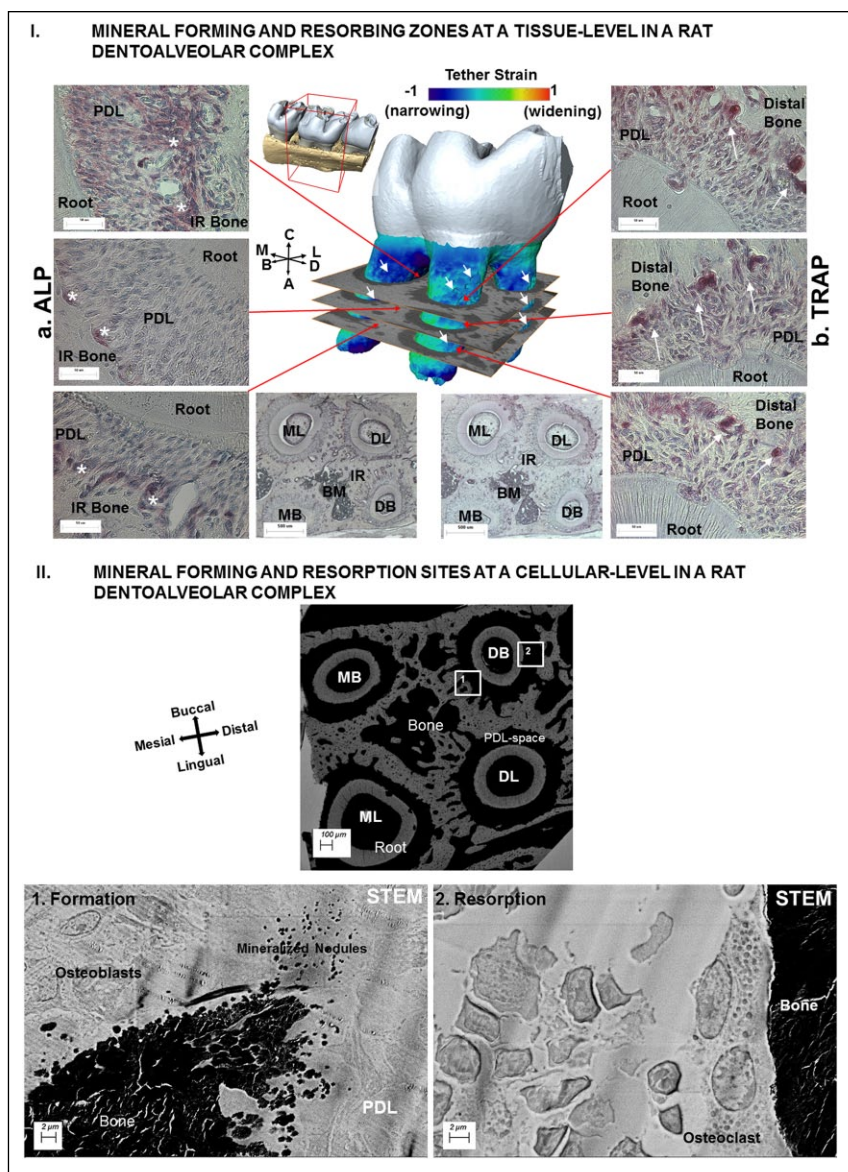 I. MINERAL FORMING AND RESORBING ZONES AT A TISSUE-LEVEL IN A RAT
DENTOALVEOLAR COMPLEX
a. ALP
PDL
*
*
Root
IR Bone
Root
*
PDL
*
IR Bone
Root
PDL
*
*
IR Bone
Tether Strain
-1
1
(narrowing)
(widening)
C
M
L
B
D
A
ML
DL
IR
BM
MB
DB
500 um
ML
DL
IR
BM
MB
DB
500 um
b. TRAP
Distal
Bone
PDL
Root
Distal
Bone
PDL
Root
Distal
Bone
PDL
Root
II. MINERAL FORMING AND RESORPTION SITES AT A CELLULAR-LEVEL IN A RAT
DENTOALVEOLAR COMPLEX
Buccal
Mesial
Distal
Lingual
DB
2
MB
1
Bone
PDL-space
DL
ML
100 µm
Root
1. Formation
STEM
Mineralized Nodules
Osteoblasts
Bone
PDL
2 µm
2. Resorption
STEM
Bone
2 µm
Osteoclast